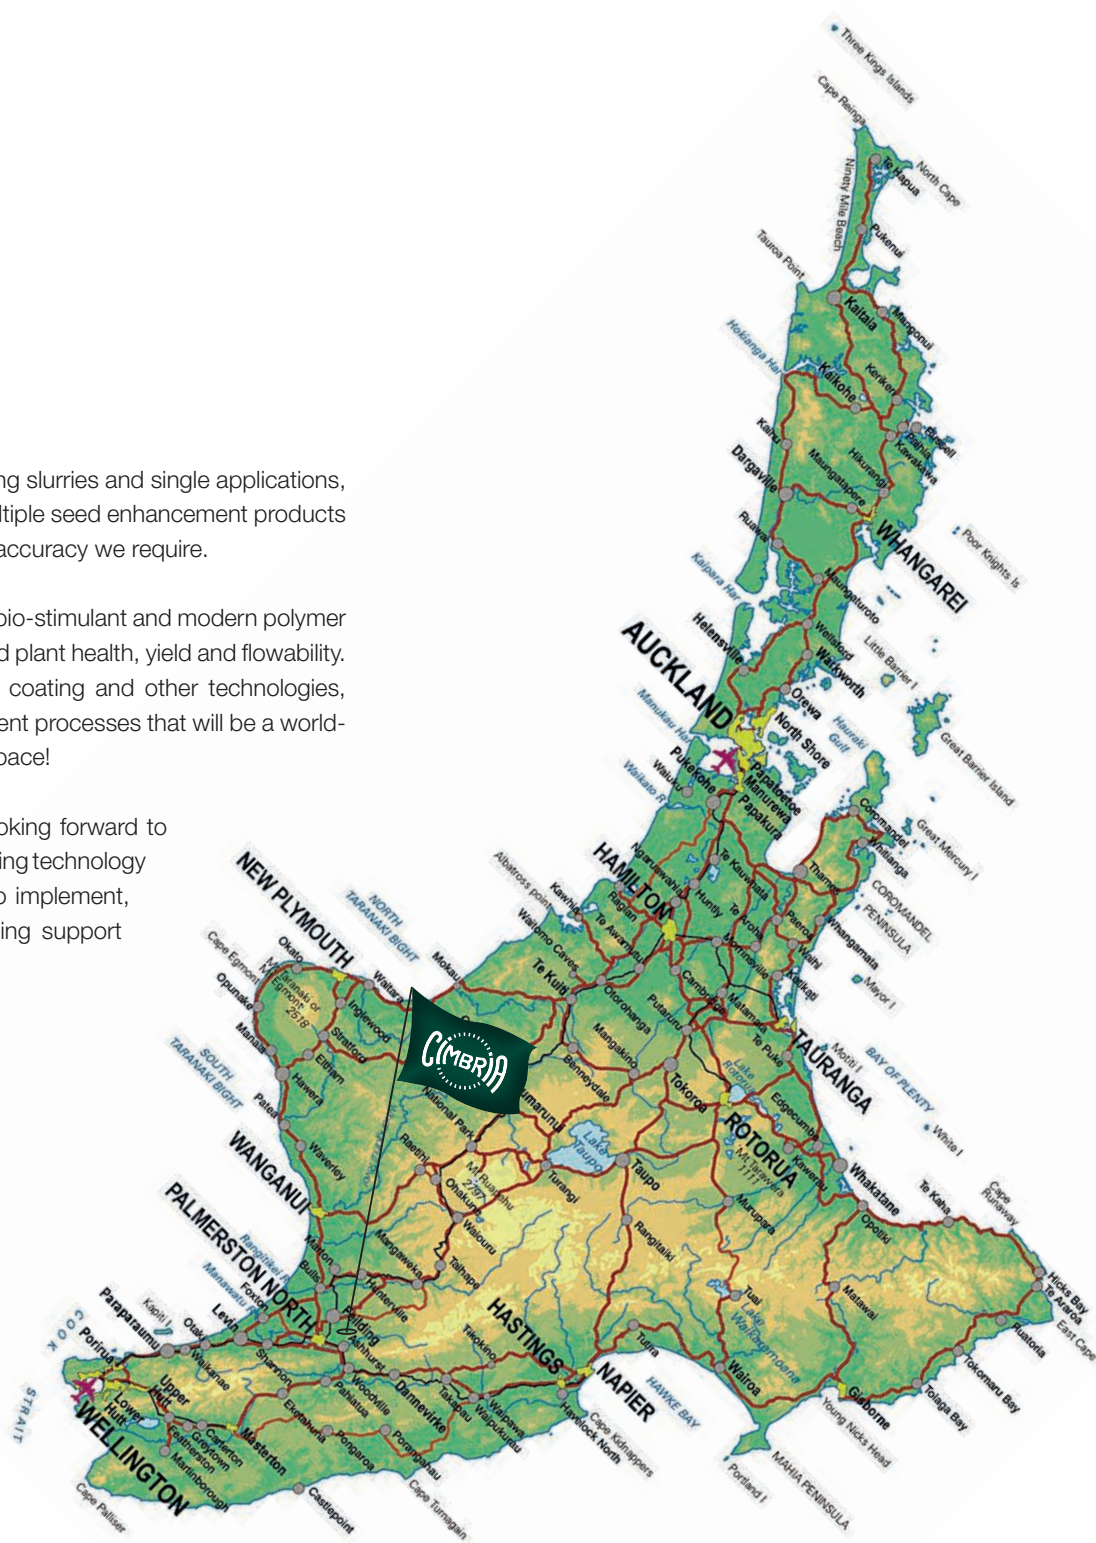 ng slurries and single applications,
ltiple seed enhancement products
accuracy we require.
bio-stimulant and modern polymer
d plant health, yield and flowability.
coating and other technologies,
ent processes that will be a world-
pace!
oking forward to
ing technology
o implement,
ing support
Three Kings Islands
Cape Reinga
North Cape
Te Hapua
Ninety Mile Beach
Pukenui
Tauroa Point
Kaitaia
Mangonui
Hokianga Har
Kaikohe
Kerikeri
Russell
Paihia
Kawakawa
Kaihu
Hikurangi
Dargaville
Maungatapere
WHANGAREI
Ruawai
Poor Knights Is
Kaipara Har
Maungaturoto
Helensville
Wellsford
Little Barrier I
Warkworth
AUCKLAND
Orewa
Hauraki
Gulf
North Shore
Great Barrier Island
Manukau Har
Papatoetoe
Manurewa
Papakura
Pukekohe
Waiuku
Waikato R
Coromandel
Great Mercury I
Whitianga
Te Kauwhata
Thames
COROMANDEL
PENINSULA
Ngaruawahia
HAMILTON
Huntly
Raglan
Te Aroha
Paeroa
Whangamata
Albatross point
Kawhia
Te Awamutu
Morrinsville
Waihi
Waitomo Caves
Katikati
Mayor I
NEW PLYMOUTH
NORTH
TARANAKI BIGHT
Mokau
Te Kuiti
Otorohanga
Cambridge
Matamata
Putaruru
TAURANGA
Te Puke
Motiti I
BAY OF PLENTY
Okato
Cape Egmont
Mt Taranaki or
Egmont
2518
Opunake
Waitara
Inglewood
Stratford
Manaia
Eltham
Hawera
SOUTH
TARANAKI BIGHT
CIMBRIA
Mangakino
Benneydale
Tokoroa
Lake
Rotorua
ROTORUA
Edgecumbe
White I
Mt Tarawera
1111
Kawerau
Whakatane
Patea
Waverley
National Park
umarunui
Lake
Taupo
Taupo
Turangi
Raetihi
Mt Ruapehu
2797
Ohakune
Waiouru
WANGANUI
Te Kaha
Cape
Runaway
Opotiki
Murupara
Rangitaiki
PALMERSTON NORTH
Rangitikei R
Manawatu
Marton
Bulls
Mangaweka
Taihape
Hunterville
Feilding
Ashhurst
Hicks Bay
Te Araroa
East Cape
Matawai
Tuai
Lake
Waikaremoana
Ruatoria
Tokomaru Bay
Tolaga Bay
Gisborne
Young Nicks Head
Wairoa
Tutira
HASTINGS
NAPIER
HAWKE BAY
Tikokino
Foxton
Levin
Shannon
Otaki
Waikanae
Kapiti I
Paraparaumu
Porirua
COOK
STRAIT
Upper
Hutt
Lower
Hutt
WELLINGTON
Woodville
Pahiatua
Dannevirke
Takapau
Waipawa
Waipukurau
Havelock North
Cape Kidnappers
Eketahuna
Pongaroa
Porangahau
Masterton
Carterton
Greytown
Featherston
Martinborough
Castlepoint
Cape Turnagain
Cape Palliser
Portland I
MAHIA PENINSULA